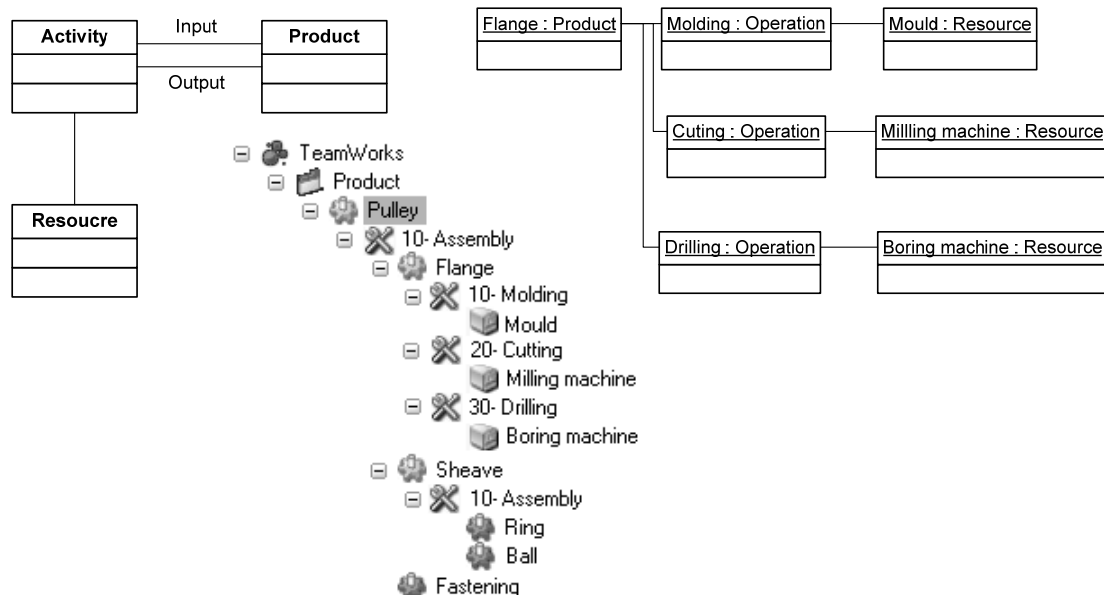 Activity
Input
Output
Product
Resoucre
Flange : Product
Molding : Operation
Mould : Resource
Cuting : Operation
Millling machine : Resource
Drilling : Operation
Boring machine : Resource
TeamWorks
Product
Pulley
10- Assembly
Flange
10- Molding
Mould
20- Cutting
Milling machine
30- Drilling
Boring machine
Sheave
10- Assembly
Ring
Ball
Fastening